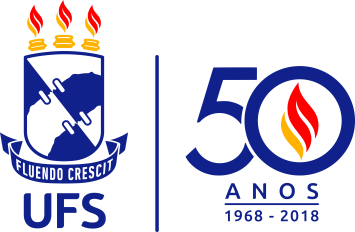 FLUENDO CRESCIT
UFS
50
ANOS
1968 - 2018